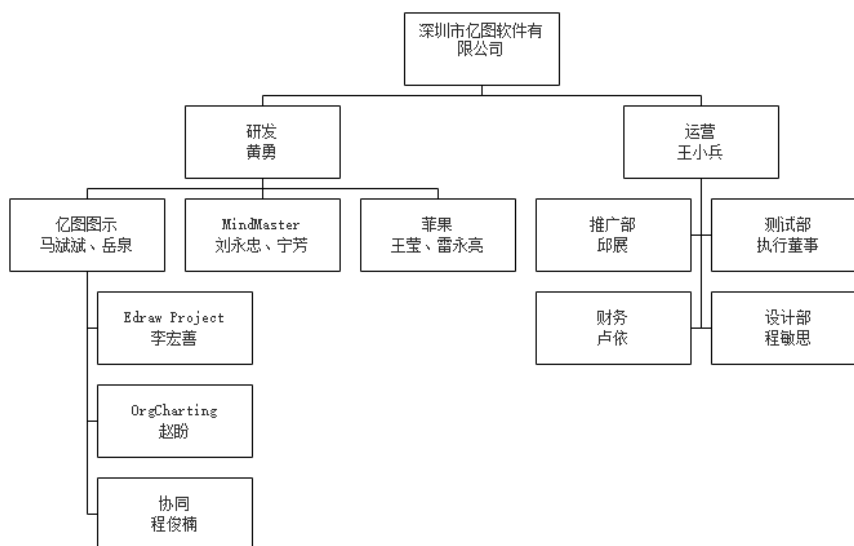 深圳市亿图软件有
限公司
研发
黄勇
运营
王小兵
亿图图示
马斌斌、岳泉
MindMaster
刘永忠、宁芳
菲果
王莹、雷永亮
推广部
邱展
测试部
执行董事
Edraw Project
李宏善
财务
卢依
设计部
程敏思
OrgCharting
赵盼
协同
程俊楠